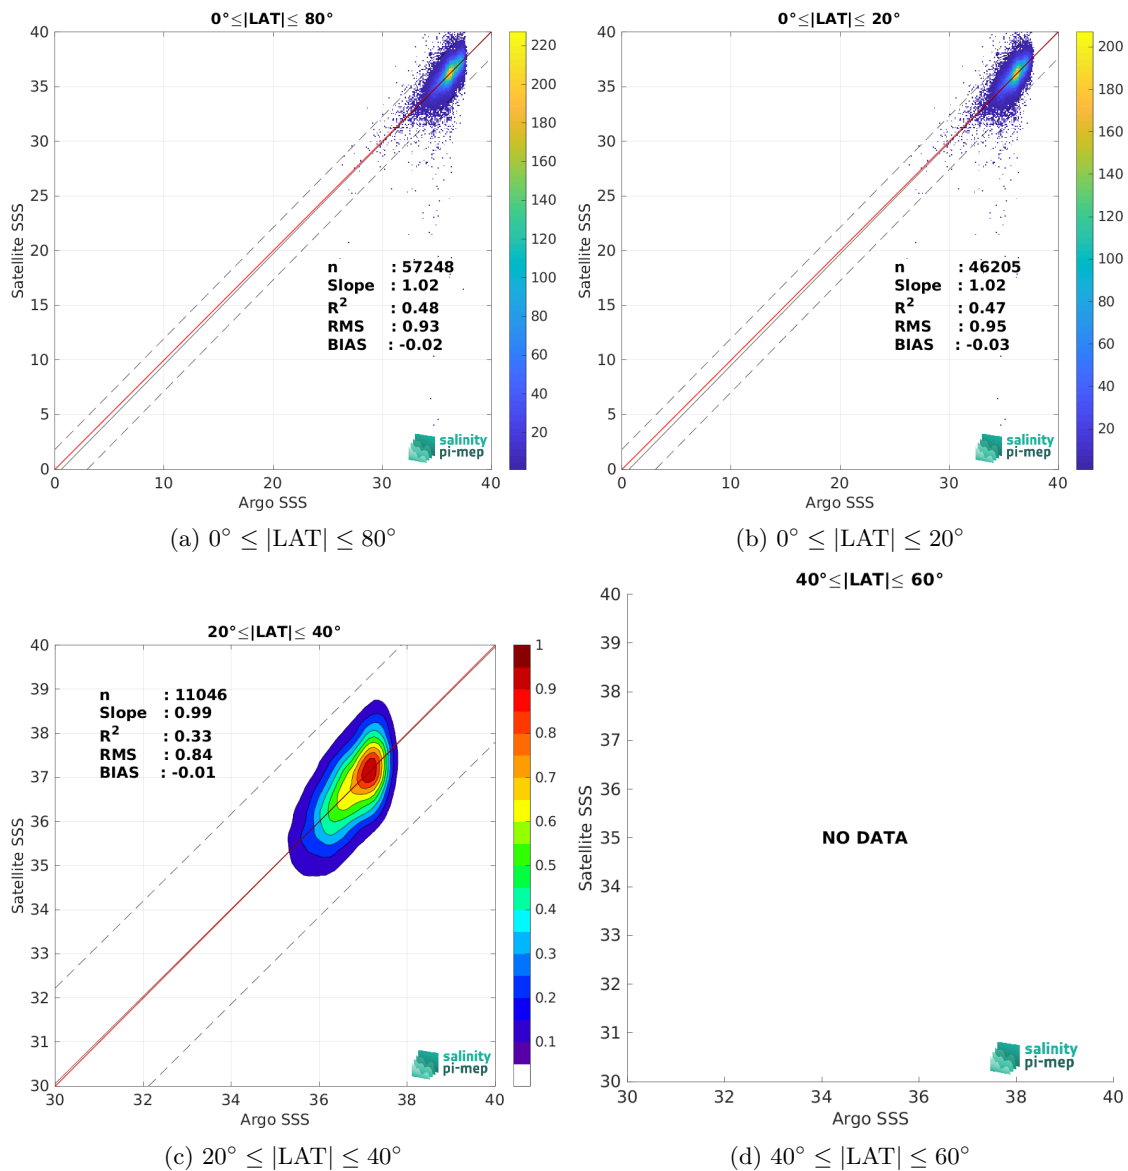 0°≤|LAT|≤ 80°
40
35
30
25
20
15
10
5
0
Satellite SSS
0
10
20
30
40
Argo SSS
220
200
180
160
140
120
100
80
60
40
20
n : 57248
Slope : 1.02
R² : 0.48
RMS : 0.93
BIAS : -0.02
salinity
pi-mep
(a) 0° ≤ |LAT| ≤ 80°
0°≤|LAT|≤ 20°
40
35
30
25
20
15
10
5
0
Satellite SSS
0
10
20
30
40
Argo SSS
200
180
160
140
120
100
80
60
40
20
n : 46205
Slope : 1.02
R² : 0.47
RMS : 0.95
BIAS : -0.03
salinity
pi-mep
(b) 0° ≤ |LAT| ≤ 20°
20°≤|LAT|≤ 40°
40
39
38
37
36
35
34
33
32
31
30
Satellite SSS
30
32
34
36
38
40
Argo SSS
1
0.9
0.8
0.7
0.6
0.5
0.4
0.3
0.2
0.1
n : 11046
Slope : 0.99
R² : 0.33
RMS : 0.84
BIAS : -0.01
salinity
pi-mep
(c) 20° ≤ |LAT| ≤ 40°
40°≤|LAT|≤ 60°
40
39
38
37
36
35
34
33
32
31
30
Satellite SSS
30
32
34
36
38
40
Argo SSS
NO DATA
salinity
pi-mep
(d) 40° ≤ |LAT| ≤ 60°